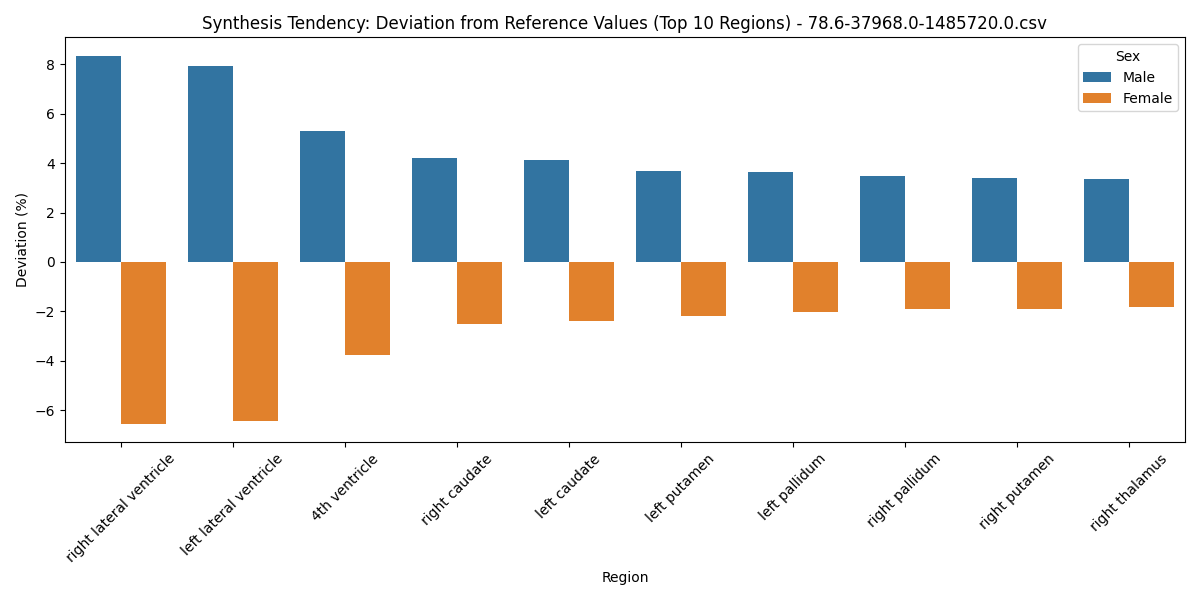 Synthesis Tendency: Deviation from Reference Values (Top 10 Regions) - 78.6-37968.0-1485720.0.csv
Sex
Male
Female
Deviation (%)
8
6
4
2
0
−2
−4
−6
right lateral ventricle
left lateral ventricle
4th ventricle
right caudate
left caudate
left putamen
left pallidum
right pallidum
right putamen
right thalamus
Region